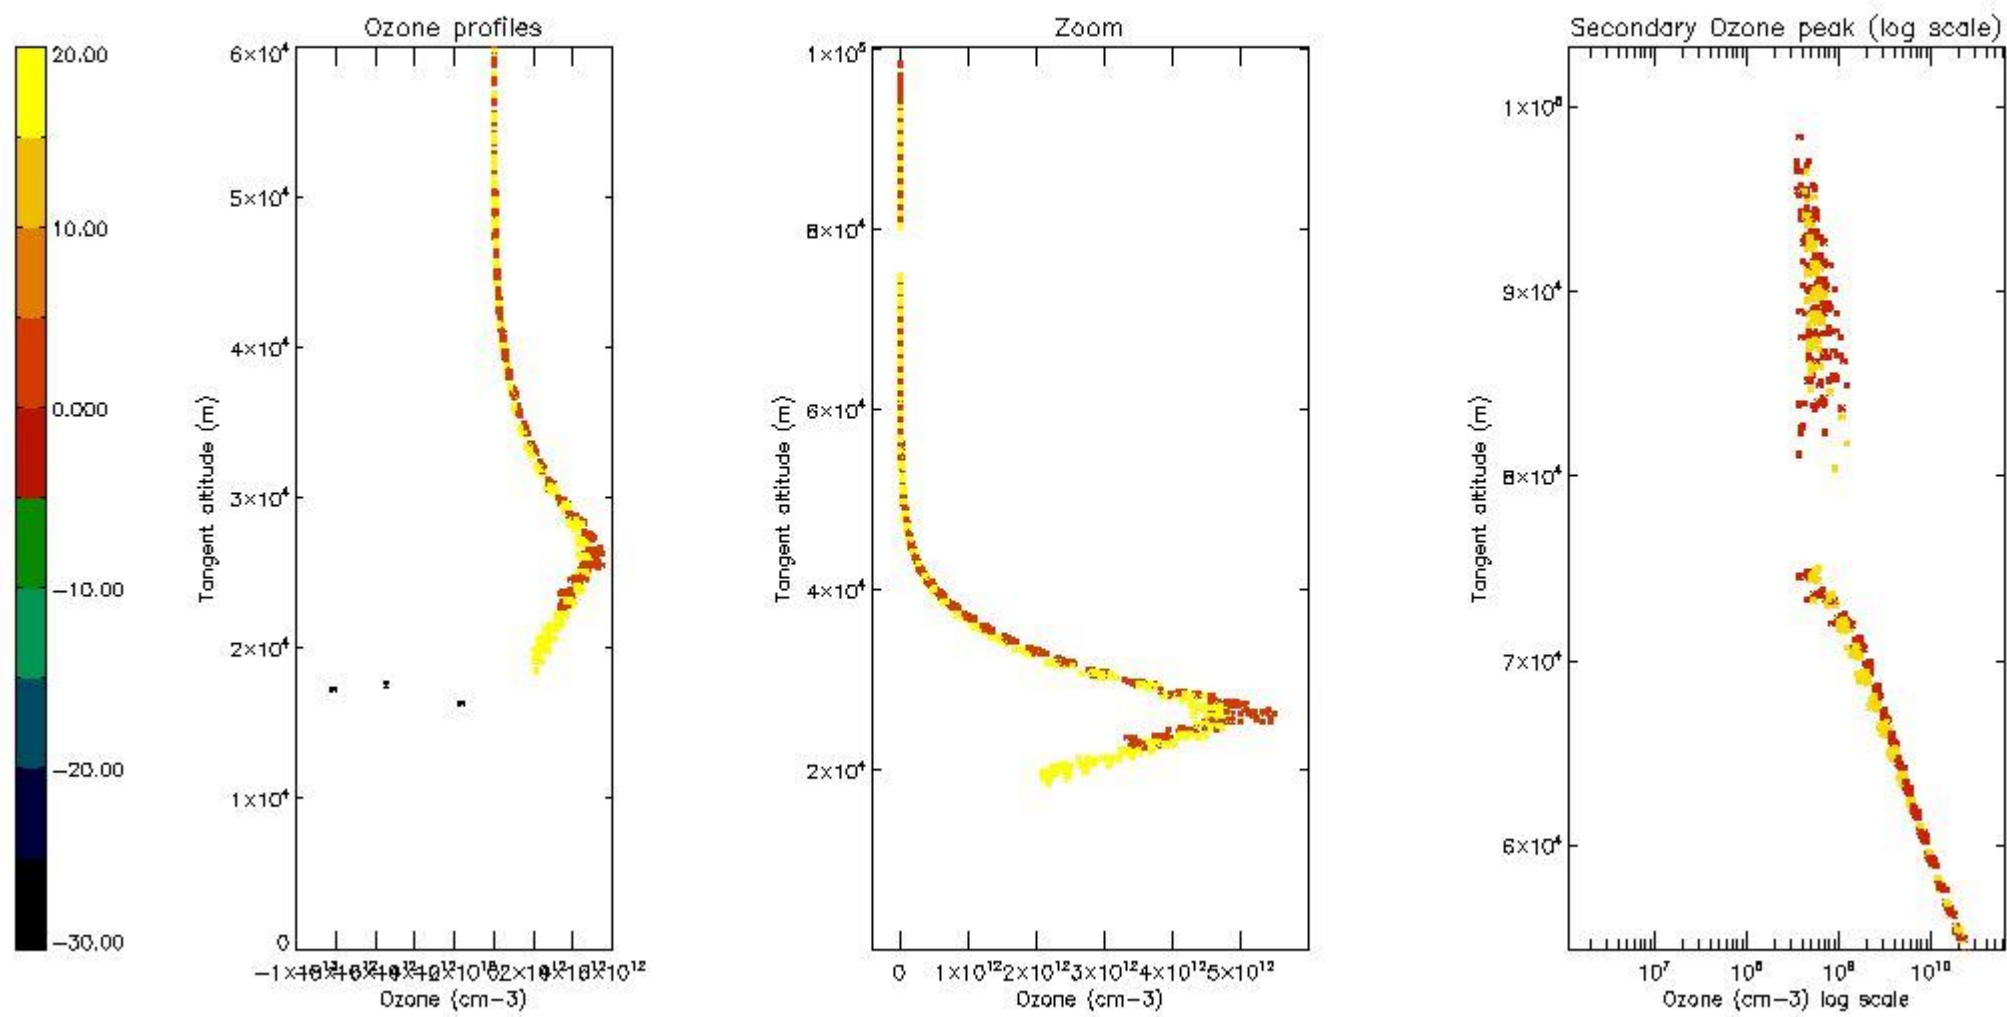 Ozone profiles
Zoom
Secondary Ozone peak (log scale)
20.00
10.00
0.000
-10.00
-20.00
-30.00
6×10⁴
5×10⁴
4×10⁴
3×10⁴
2×10⁴
1×10⁴
0
Tangent altitude (m)
Ozone (cm-3)
1×10⁵
8×10⁴
6×10⁴
4×10⁴
2×10⁴
Tangent altitude (m)
0 1×10¹² 2×10¹² 3×10¹² 4×10¹² 5×10¹²
Ozone (cm-3)
9×10⁴
8×10⁴
7×10⁴
6×10⁴
Tangent altitude (m)
10⁷ 10⁸ 10⁹ 10¹⁰
Ozone (cm-3) log scale